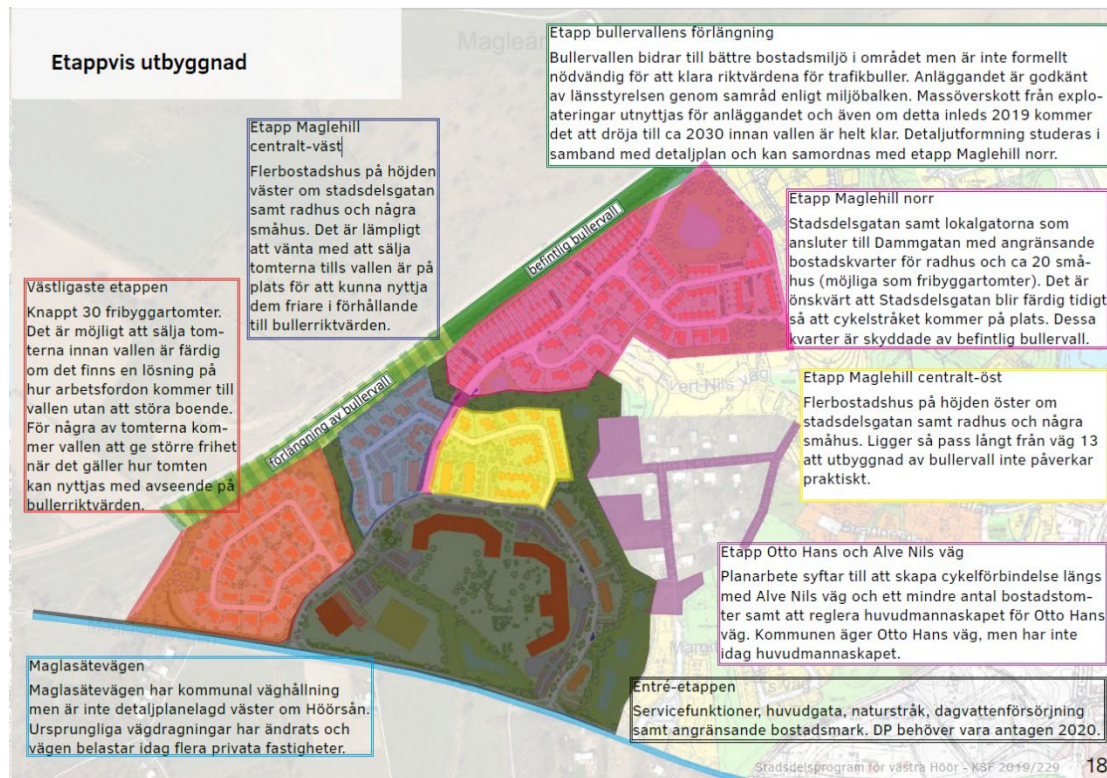 Etappvis utbyggnad
Etapp bullervallens förlängning
Bullervallen bidrar till bättre bostadsmiljö i området men är inte formellt
nödvändig för att klara riktvärdena för trafikbuller. Anläggandet är godkänt
av länsstyrelsen genom samråd enligt miljöbalken. Massöverskott från explo-
ateringar utnyttjas för anläggandet och även om detta inleds 2019 kommer
det att dröja till ca 2030 innan vallen är helt klar. Detaljutformning studeras i
samband med detaljplan och kan samordnas med etapp Maglehill norr.
Etapp Maglehill
centralt-väst
Flerbostadshus på höjden
väster om stadsdelsgatan
samt radhus och några
småhus. Det är lämpligt
att vänta med att sälja
tomterna tills vallen är på
plats för att kunna nyttja
dem friare i förhållande
till bullerriktvärden.
Etapp Maglehill norr
Stadsdelsgatan samt lokalgatorna som
ansluter till Dammgatan med angränsande
bostadskvarter för radhus och ca 20 små-
hus (möjliga som fribyggartomter). Det är
önskvärt att Stadsdelsgatan blir färdig tidigt
så att cykelstråket kommer på plats. Dessa
kvarter är skyddade av befintlig bullervall.
befintlig bullervall
förlängning av bullervall
Västligaste etappen
Knappt 30 fribyggartomter.
Det är möjligt att sälja tom-
terna innan vallen är färdig
om det finns en lösning på
hur arbetsfordon kommer till
vallen utan att störa boende.
För några av tomterna kom-
mer vallen att ge större frihet
när det gäller hur tomten
kan nyttjas med avseende på
bullerriktvärden.
Etapp Maglehill centralt-öst
Flerbostadshus på höjden öster om
stadsdelsgatan samt radhus och några
småhus. Ligger så pass långt från väg 13
att utbyggnad av bullervall inte påverkar
praktiskt.
Etapp Otto Hans och Alve Nils väg
Planarbete syftar till att skapa cykelförbindelse längs
med Alve Nils väg och ett mindre antal bostadstom-
ter samt att reglera huvudmannaskapet för Otto Hans
väg. Kommunen äger Otto Hans väg, men har inte
idag huvudmannaskapet.
Maglasätevägen
Maglasätevägen har kommunal väghållning
men är inte detaljplanelagd väster om Höörsån.
Ursprungliga vägdragningar har ändrats och
vägen belastar idag flera privata fastigheter.
Entré-etappen
Servicefunktioner, huvudgata, naturstråk, dagvattenförsörjning
samt angränsande bostadsmark. DP behöver vara antagen 2020.
Stadsdelsprogram för västra Höör - KSF 2019/229 18